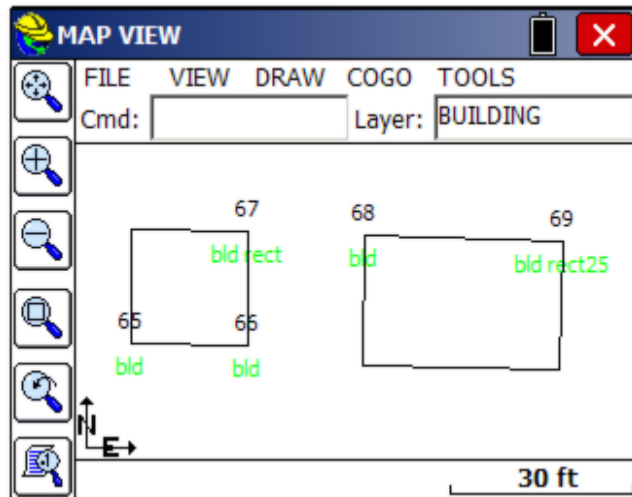 MAP VIEW
FILE VIEW DRAW COGO TOOLS
Cmd: Layer: BUILDING
67 68 69
bld rect bld bld rect25
65 66
bld bld
N
E
30 ft